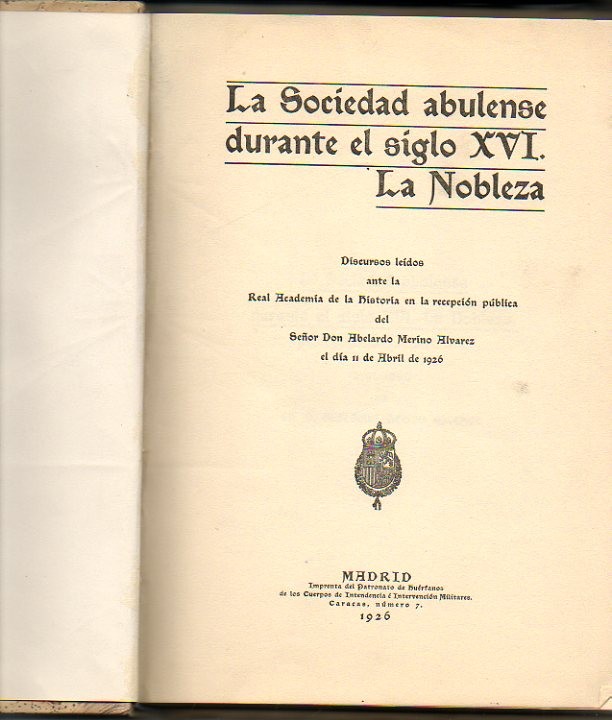 La Sociedad abulense
durante el siglo XVI.
La Nobleza
Discursos leídos
ante la
Real Academia de la Historia en la recepción pública
del
Señor Don Abelardo Merino Alvarez
el día 11 de Abril de 1926
MADRID
Imprenta del Patronato de Huérfanos
de los Cuerpos de Intendencia é Intervención Militares.
Caracas, número 7.
1926